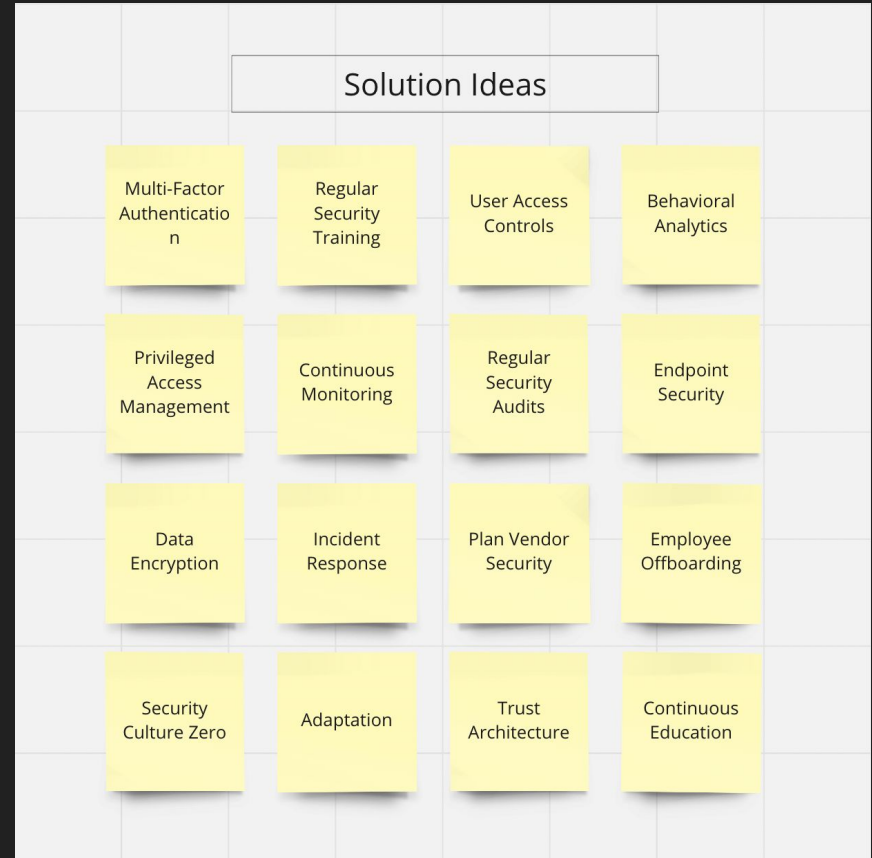 Solution Ideas
Multi-Factor
Authenticatio
n
Regular
Security
Training
User Access
Controls
Behavioral
Analytics
Privileged
Access
Management
Continuous
Monitoring
Regular
Security
Audits
Endpoint
Security
Data
Encryption
Incident
Response
Plan Vendor
Security
Employee
Offboarding
Security
Culture Zero
Adaptation
Trust
Architecture
Continuous
Education